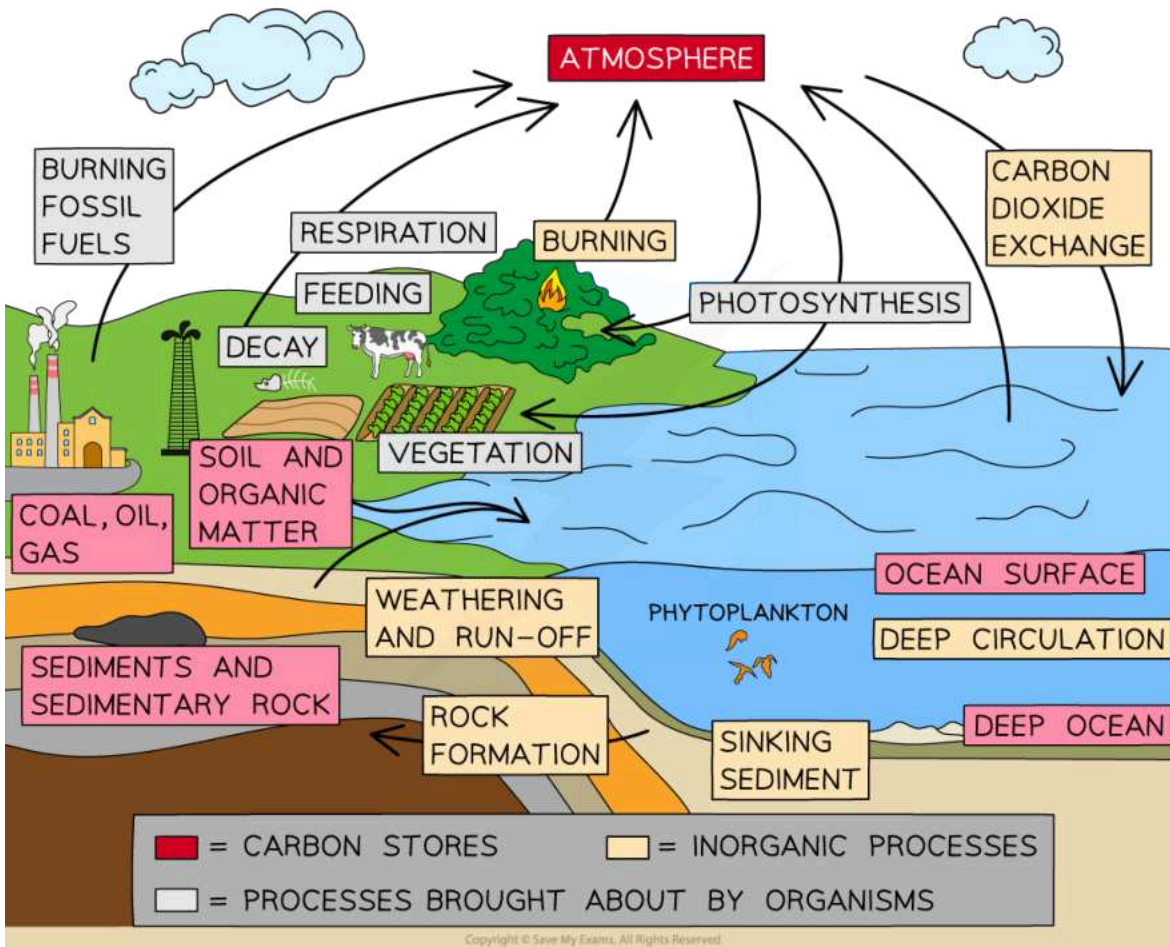 ATMOSPHERE
BURNING
FOSSIL
FUELS
CARBON
DIOXIDE
EXCHANGE
RESPIRATION
BURNING
FEEDING
PHOTOSYNTHESIS
DECAY
VEGETATION
SOIL AND
ORGANIC
MATTER
COAL, OIL,
GAS
OCEAN SURFACE
WEATHERING
AND RUN-OFF
PHYTOPLANKTON
DEEP CIRCULATION
SEDIMENTS AND
SEDIMENTARY ROCK
ROCK
FORMATION
SINKING
SEDIMENT
DEEP OCEAN
= CARBON STORES
= INORGANIC PROCESSES
= PROCESSES BROUGHT ABOUT BY ORGANISMS
Copyright © Save My Exams. All Rights Reserved